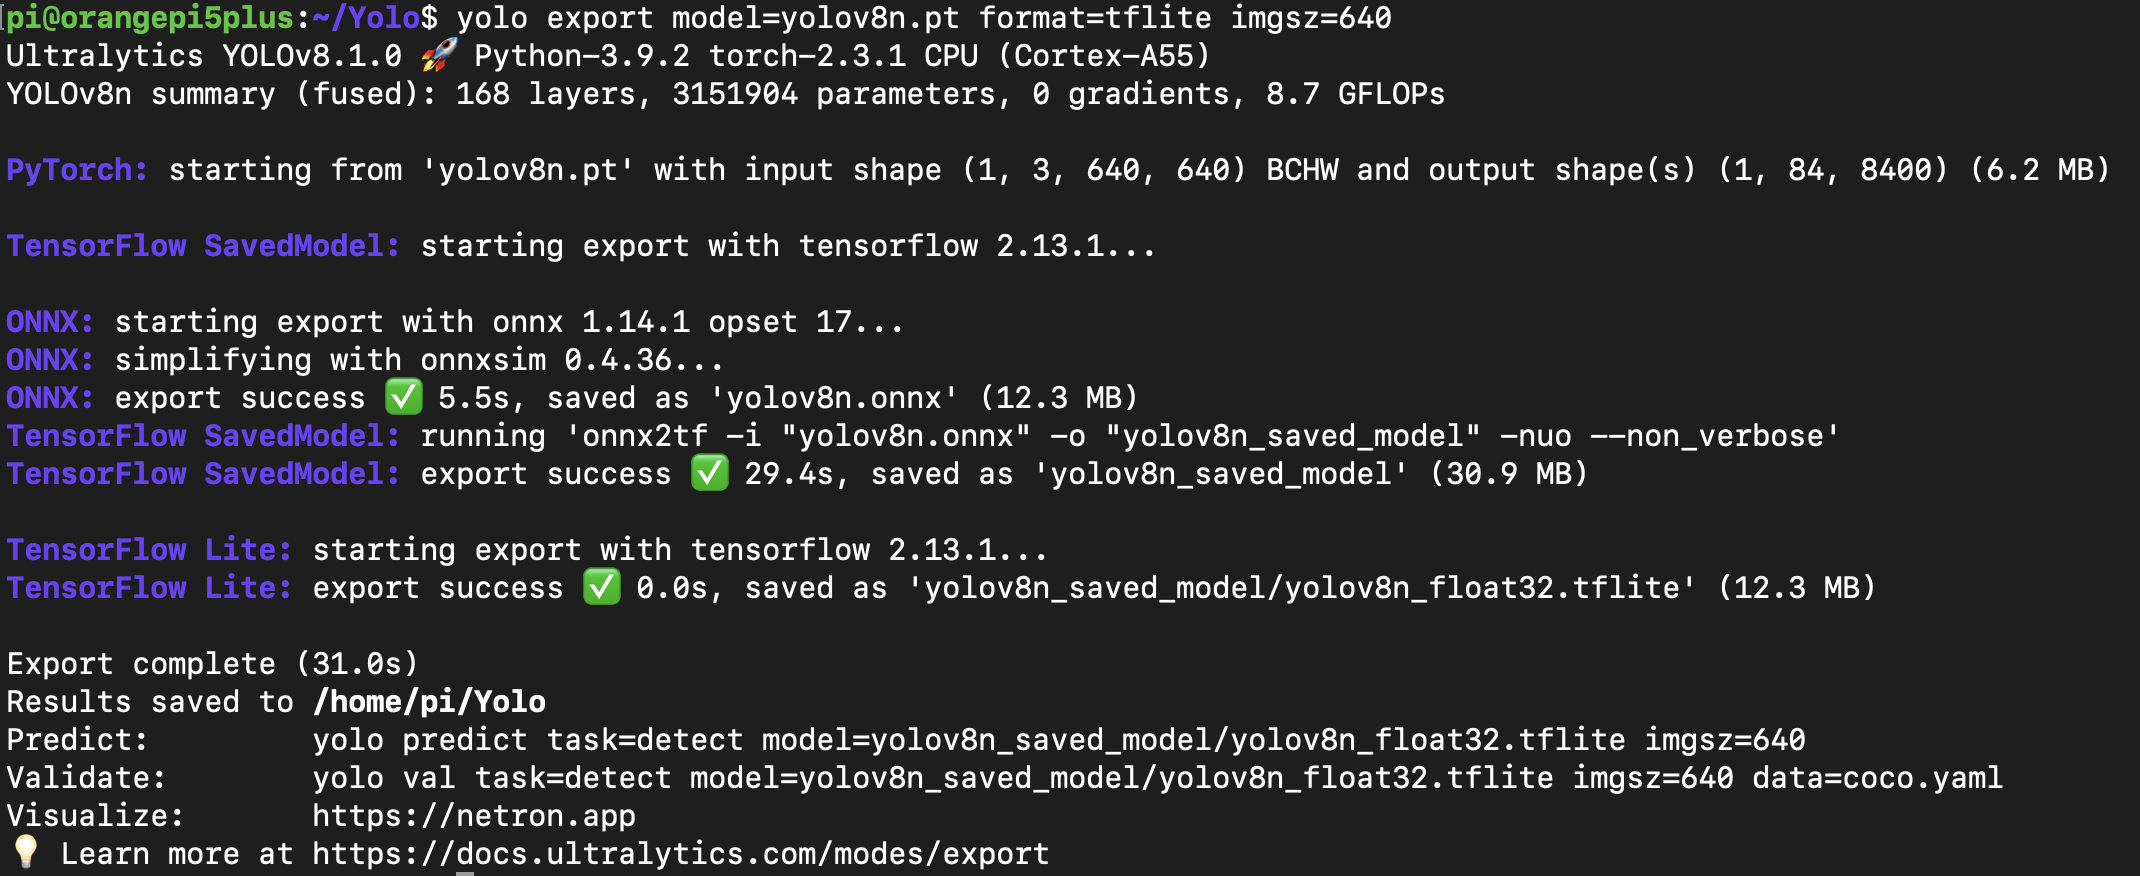 pi@orangepi5plus:~/Yolo$ yolo export model=yolov8n.pt format=tflite imgsz=640
Ultralytics YOLOv8.1.0 🚀 Python-3.9.2 torch-2.3.1 CPU (Cortex-A55)
YOLOv8n summary (fused): 168 layers, 3151904 parameters, 0 gradients, 8.7 GFLOPs
PyTorch: starting from 'yolov8n.pt' with input shape (1, 3, 640, 640) BCHW and output shape(s) (1, 84, 8400) (6.2 MB)
TensorFlow SavedModel: starting export with tensorflow 2.13.1...
ONNX: starting export with onnx 1.14.1 opset 17...
ONNX: simplifying with onnxsim 0.4.36...
ONNX: export success ✅ 5.5s, saved as 'yolov8n.onnx' (12.3 MB)
TensorFlow SavedModel: running 'onnx2tf -i "yolov8n.onnx" -o "yolov8n_saved_model" -nuo --non_verbose'
TensorFlow SavedModel: export success ✅ 29.4s, saved as 'yolov8n_saved_model' (30.9 MB)
TensorFlow Lite: starting export with tensorflow 2.13.1...
TensorFlow Lite: export success ✅ 0.0s, saved as 'yolov8n_saved_model/yolov8n_float32.tflite' (12.3 MB)
Export complete (31.0s)
Results saved to /home/pi/Yolo
Predict: yolo predict task=detect model=yolov8n_saved_model/yolov8n_float32.tflite imgsz=640
Validate: yolo val task=detect model=yolov8n_saved_model/yolov8n_float32.tflite imgsz=640 data=coco.yaml
Visualize: https://netron.app
💡 Learn more at https://docs.ultralytics.com/modes/export